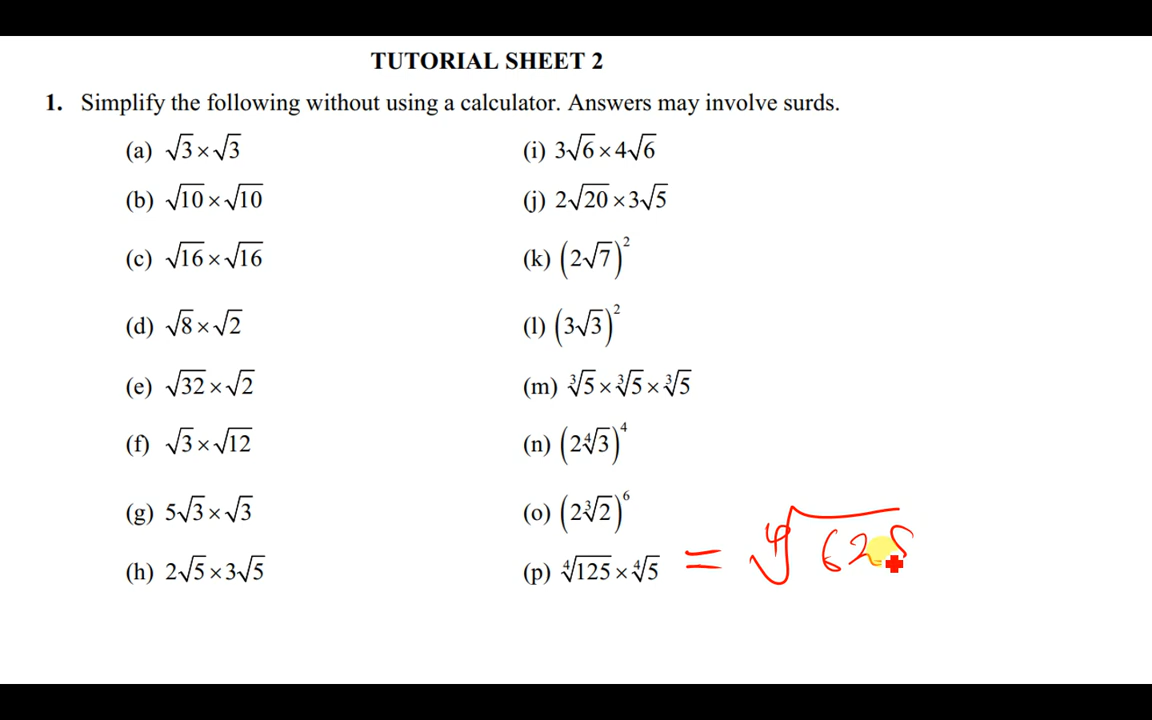 TUTORIAL SHEET 2
1. Simplify the following without using a calculator. Answers may involve surds.
(a) √3 × √3
(b) √10 × √10
(c) √16 × √16
(d) √8 × √2
(e) √32 × √2
(f) √3 × √12
(g) 5√3 × √3
(h) 2√5 × 3√5
(i) 3√6 × 4√6
(j) 2√20 × 3√5
(k) (2√7)²
(l) (3√3)²
(m) ∛5 × ∛5 × ∛5
(n) (2∜3)⁴
(o) (2∛2)⁶
(p) ∜125 × ∜5 = ∜625